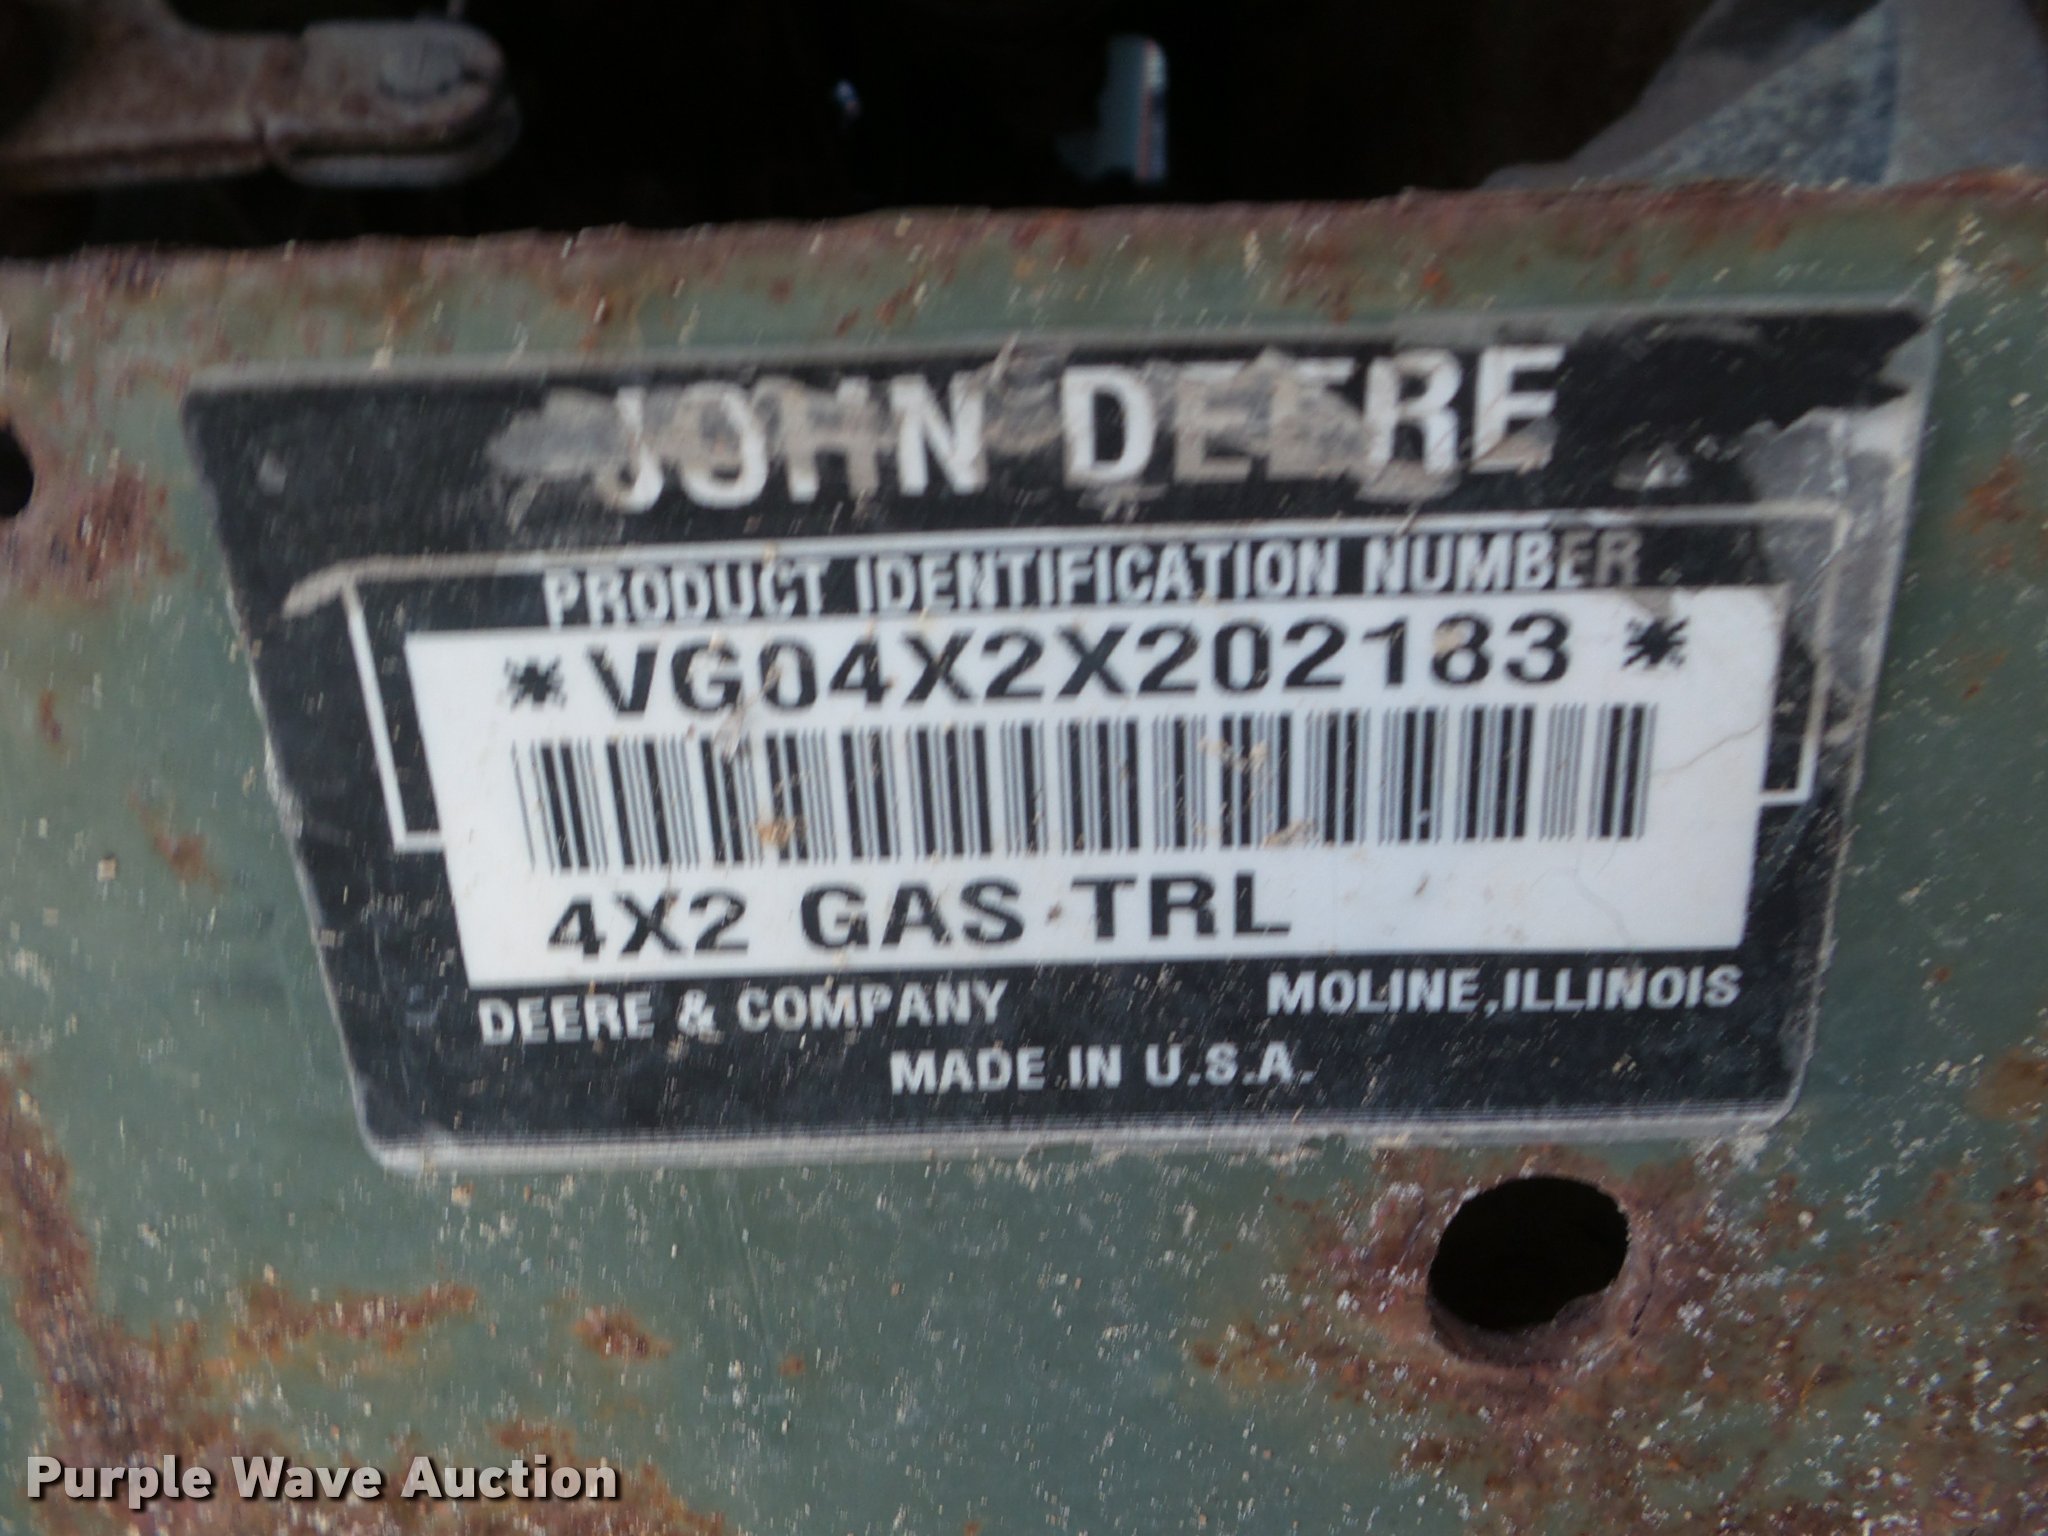 JOHN DEERE
PRODUCT IDENTIFICATION NUMBER
*VG04X2X202183*
4X2 GAS TRL
DEERE & COMPANY MOLINE, ILLINOIS
MADE IN U.S.A.
Purple Wave Auction